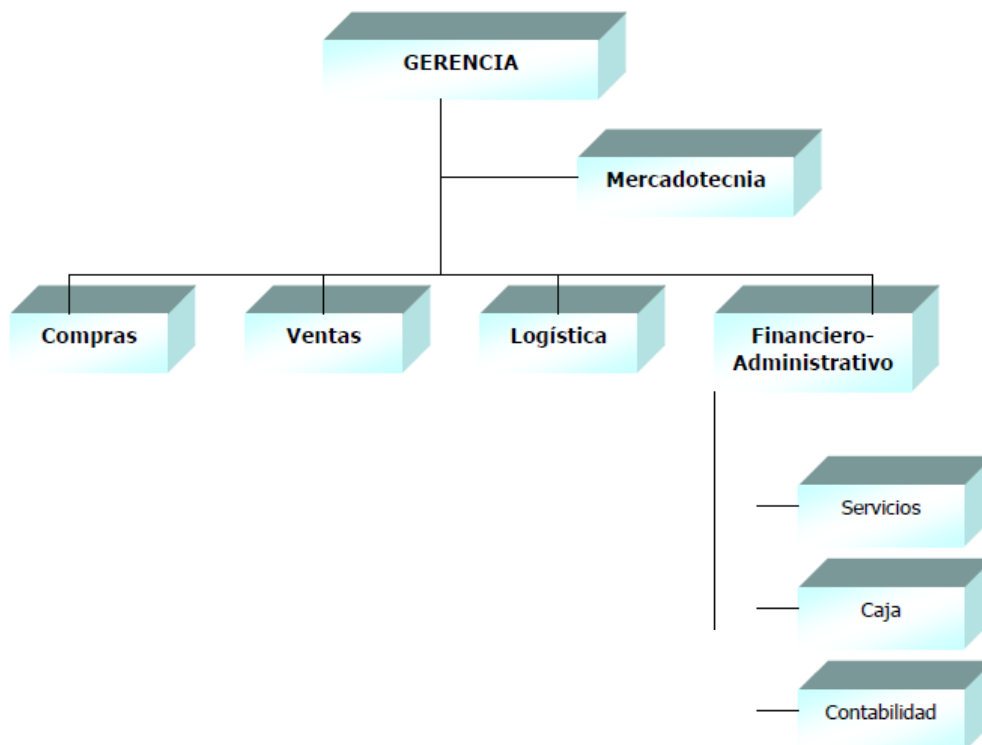 GERENCIA
Mercadotecnia
Compras
Ventas
Logística
Financiero-
Administrativo
Servicios
Caja
Contabilidad